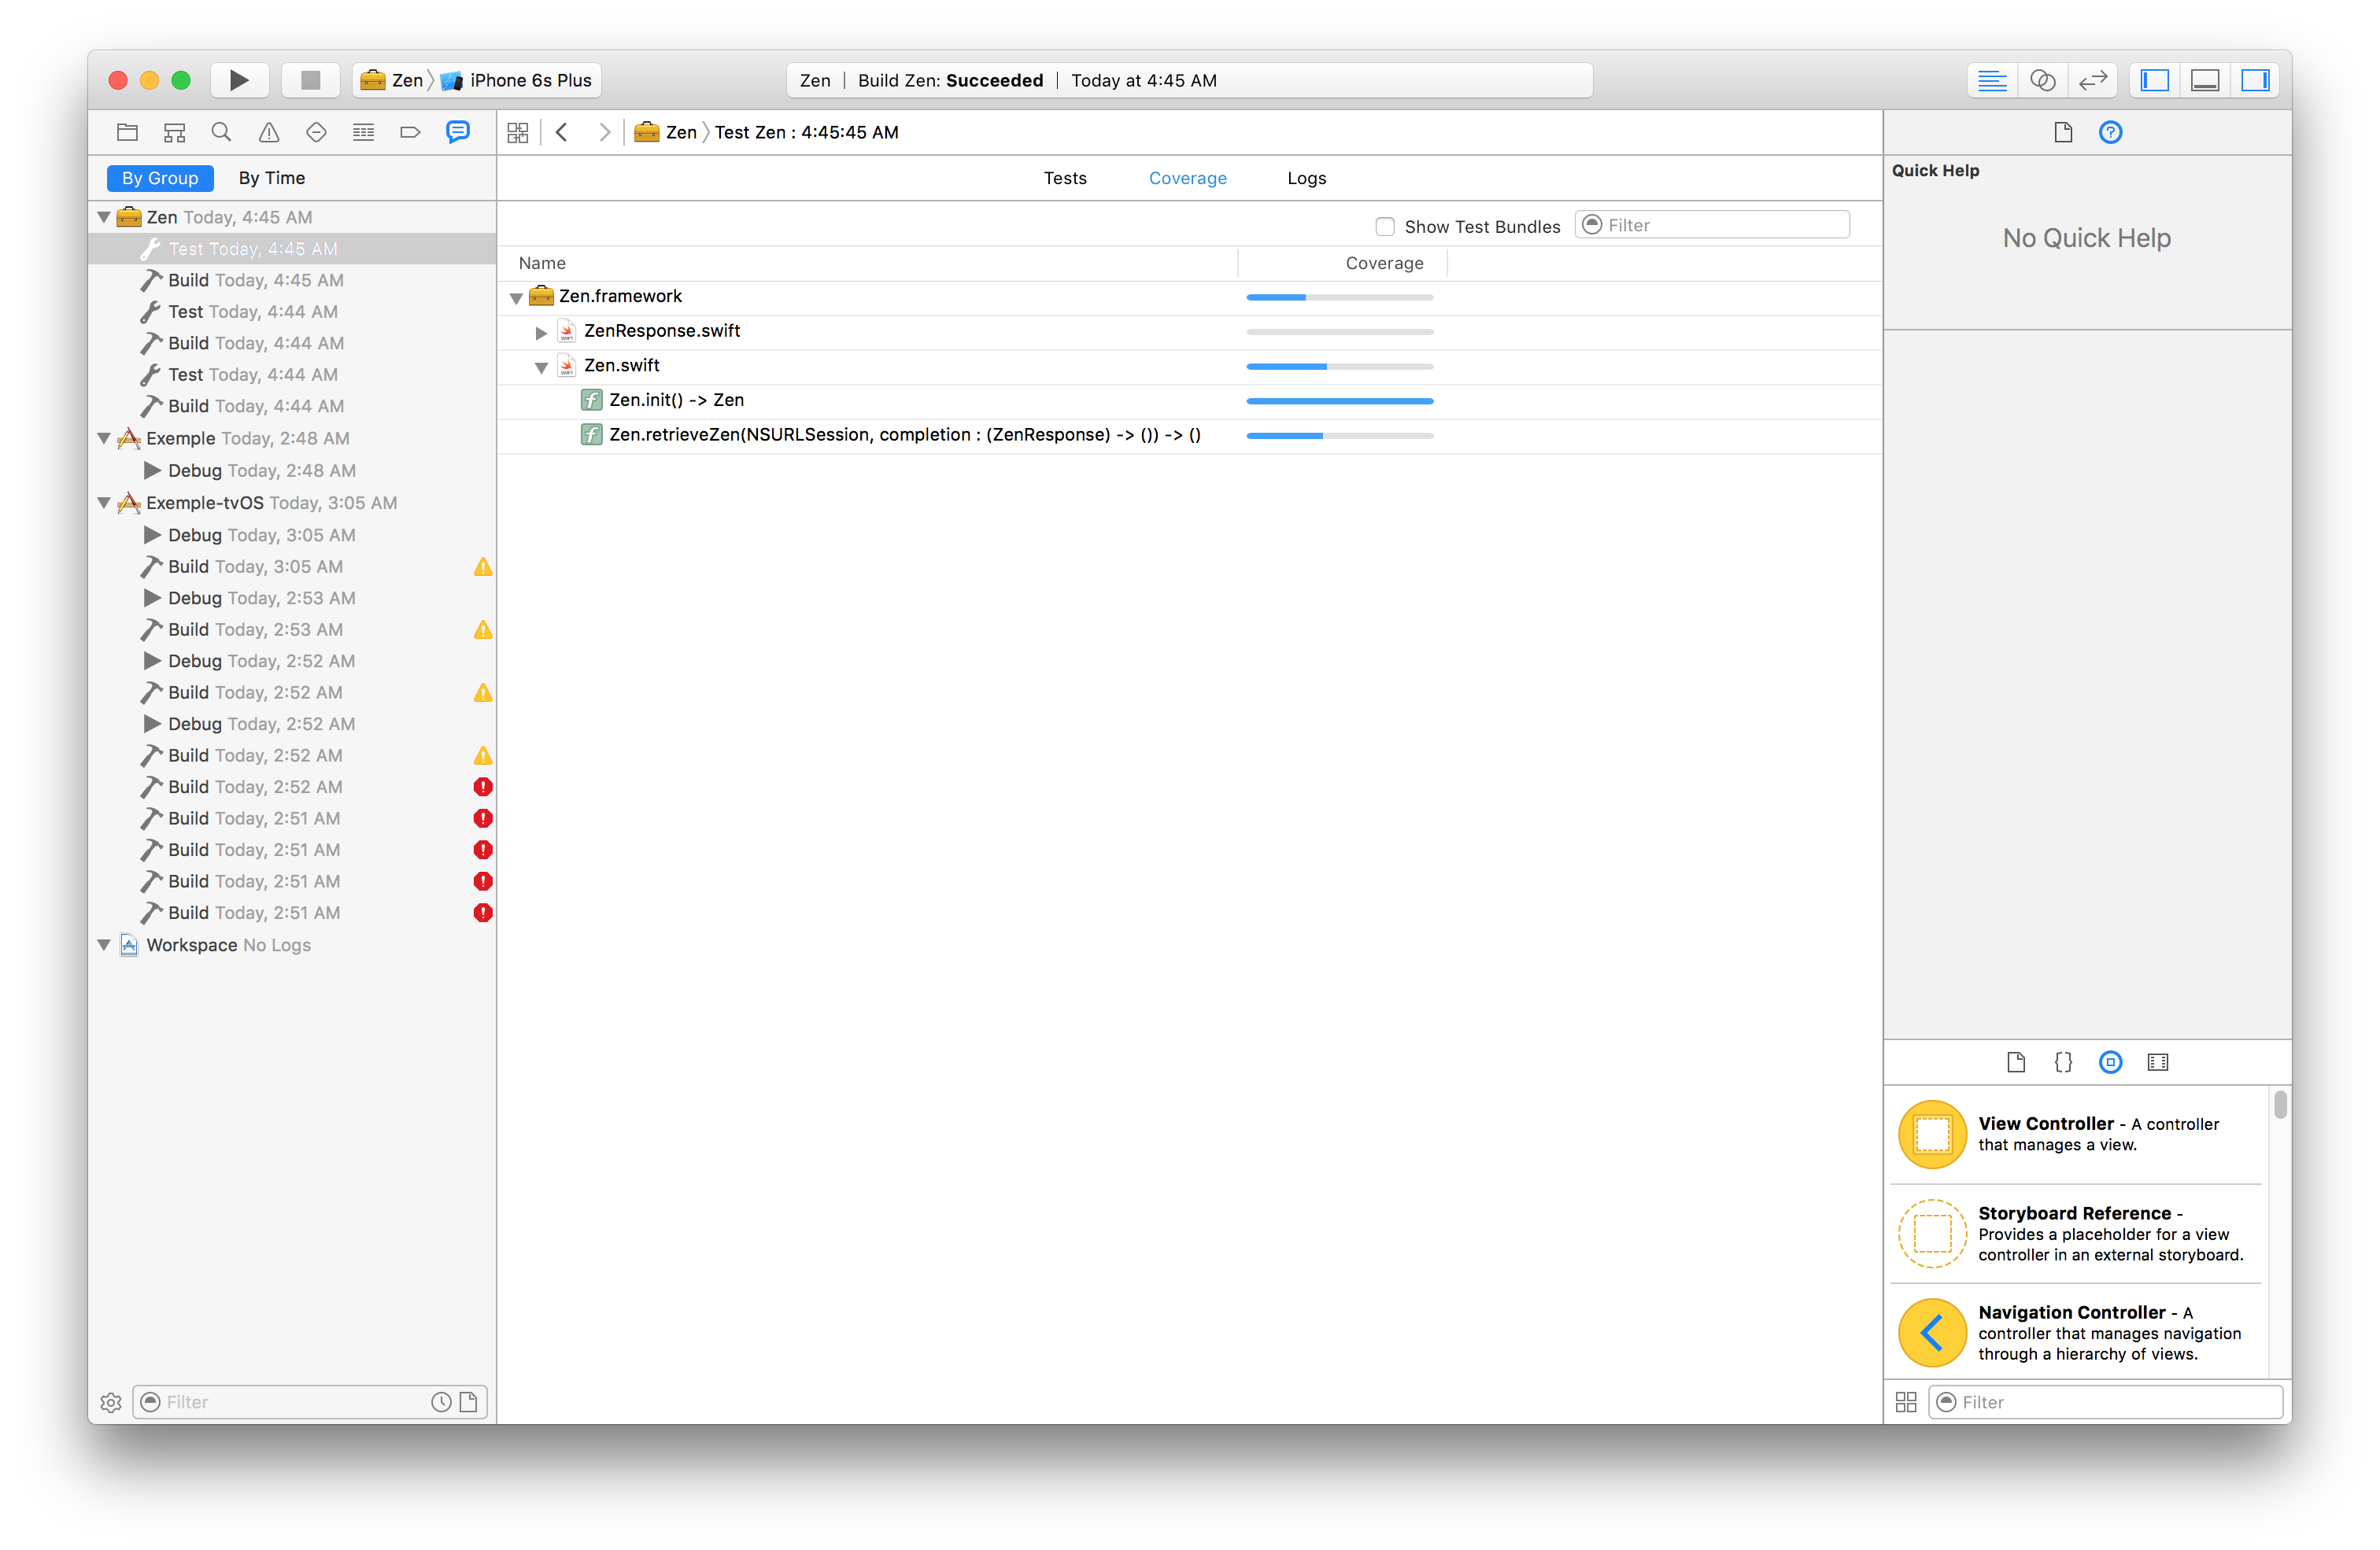 Zen iPhone 6s Plus
Zen Build Zen: Succeeded Today at 4:45 AM
Zen Test Zen : 4:45:45 AM
By Group By Time
Zen Today, 4:45 AM
Test Today, 4:45 AM
Build Today, 4:45 AM
Test Today, 4:44 AM
Build Today, 4:44 AM
Test Today, 4:44 AM
Build Today, 4:44 AM
Exemple Today, 2:48 AM
Debug Today, 2:48 AM
Exemple-tvOS Today, 3:05 AM
Debug Today, 3:05 AM
Build Today, 3:05 AM
Debug Today, 2:53 AM
Build Today, 2:53 AM
Debug Today, 2:52 AM
Build Today, 2:52 AM
Debug Today, 2:52 AM
Build Today, 2:52 AM
Build Today, 2:52 AM
Build Today, 2:51 AM
Build Today, 2:51 AM
Build Today, 2:51 AM
Build Today, 2:51 AM
Workspace No Logs
Filter
Tests Coverage Logs
Show Test Bundles Filter
Name Coverage
Zen.framework
ZenResponse.swift
Zen.swift
Zen.init() -> Zen
Zen.retrieveZen(NSURLSession, completion : (ZenResponse) -> ()) -> ()
Quick Help
No Quick Help
View Controller - A controller
that manages a view.
Storyboard Reference -
Provides a placeholder for a view
controller in an external storyboard.
Navigation Controller - A
controller that manages navigation
through a hierarchy of views.
Filter